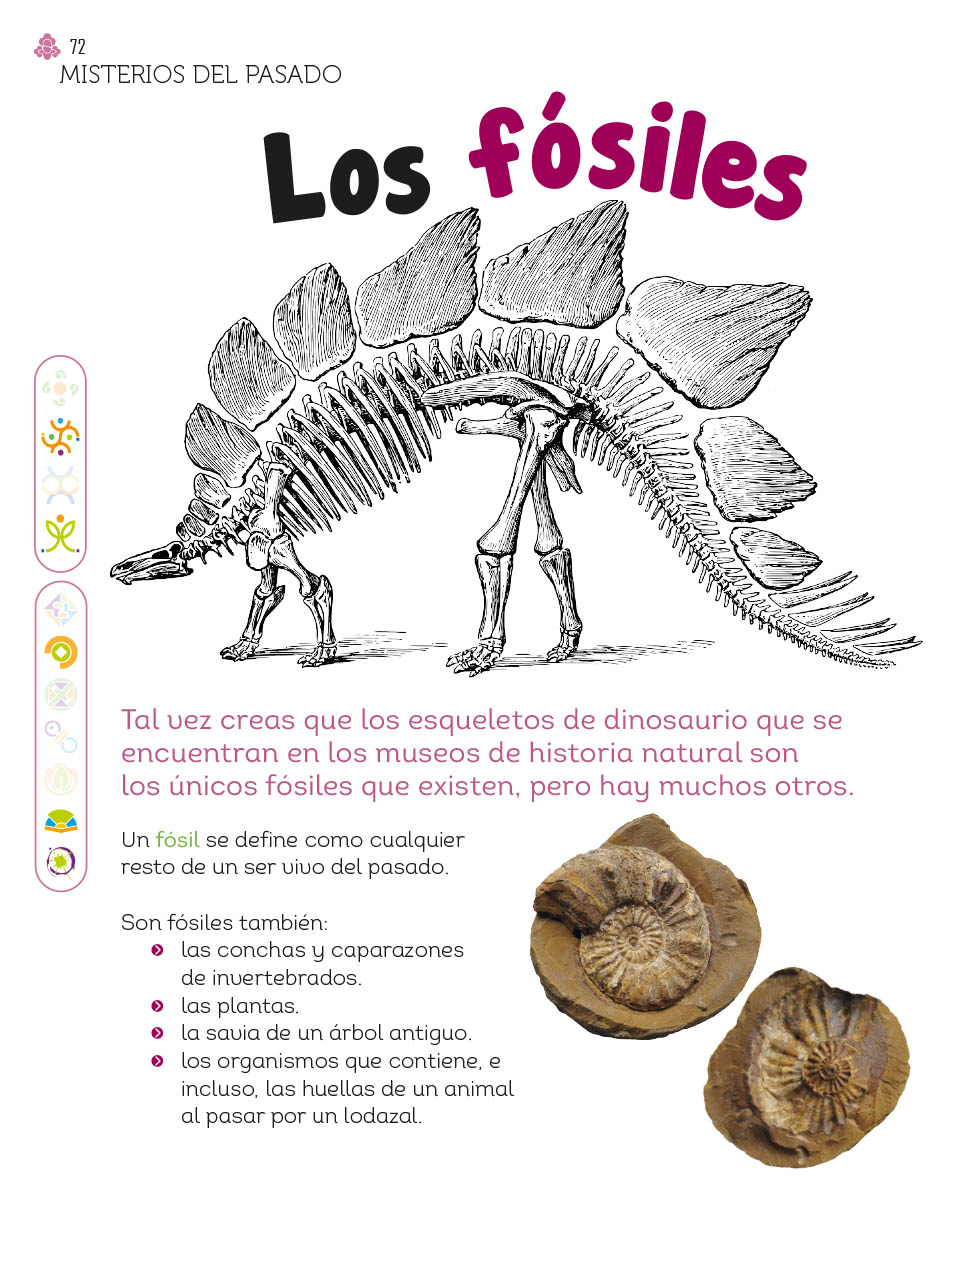 72
MISTERIOS DEL PASADO
Los fósiles
Tal vez creas que los esqueletos de dinosaurio que se
encuentran en los museos de historia natural son
los únicos fósiles que existen, pero hay muchos otros.
Un fósil se define como cualquier
resto de un ser vivo del pasado.
Son fósiles también:
las conchas y caparazones
de invertebrados.
las plantas.
la savia de un árbol antiguo.
los organismos que contiene, e
incluso, las huellas de un animal
al pasar por un lodazal.